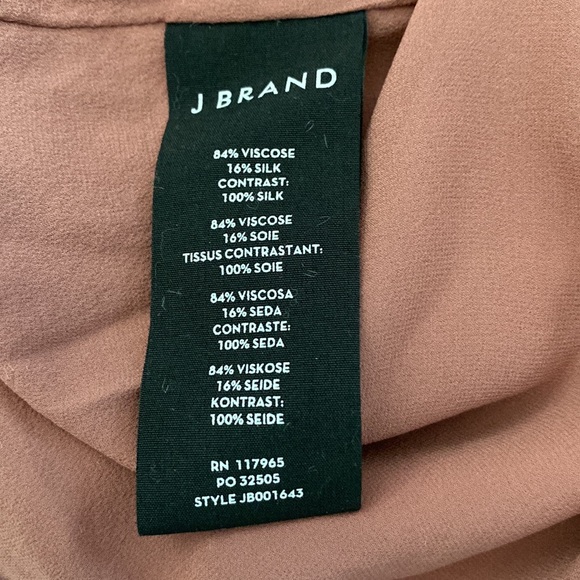 J BRAND
84% VISCOSE
16% SILK
CONTRAST:
100% SILK
84% VISCOSE
16% SOIE
TISSUS CONTRASTANT:
100% SOIE
84% VISCOSA
16% SEDA
CONTRASTE:
100% SEDA
84% VISKOSE
16% SEIDE
KONTRAST:
100% SEIDE
RN 117965
PO 32505
STYLE JB001643